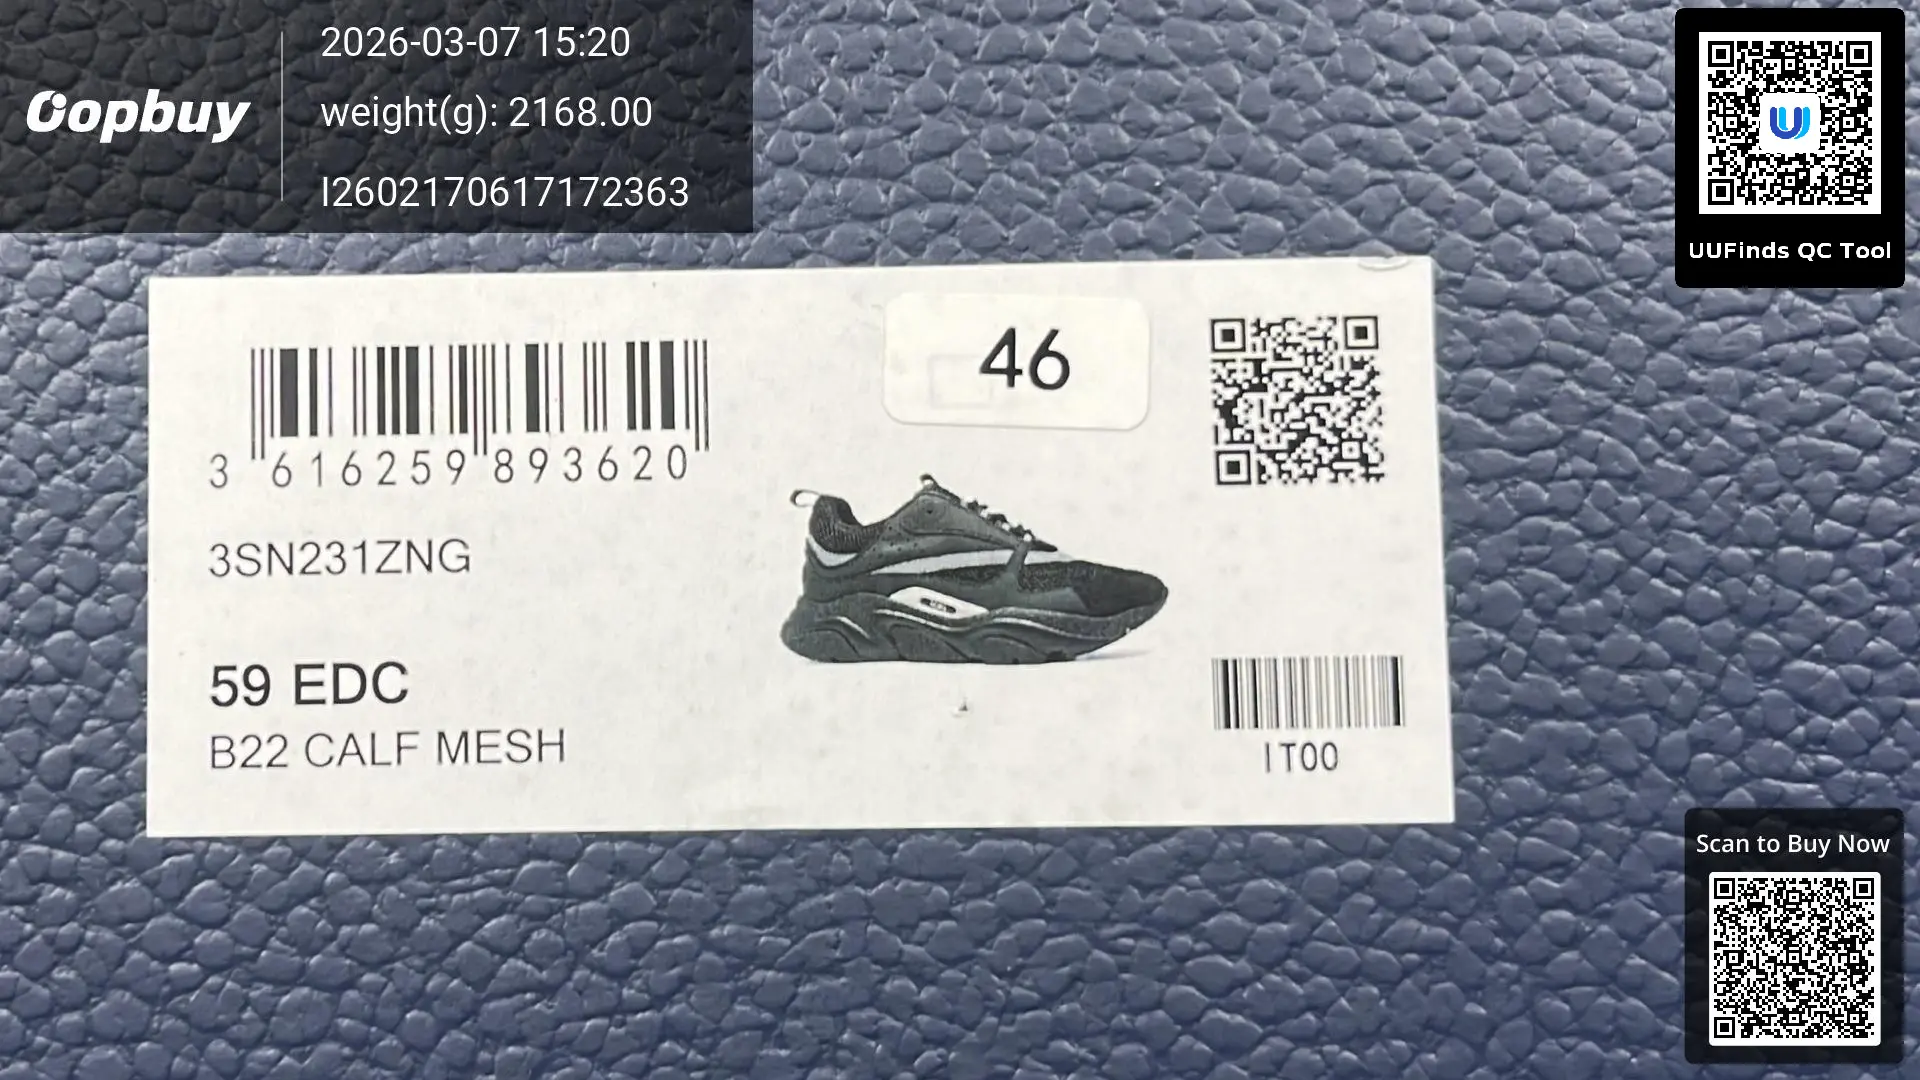 Oopbuy
2026-03-07 15:20
weight(g): 2168.00
I2602170617172363
UUFinds QC Tool
46
3 616259 893620
3SN231ZNG
59 EDC
B22 CALF MESH
IT00
Scan to Buy Now